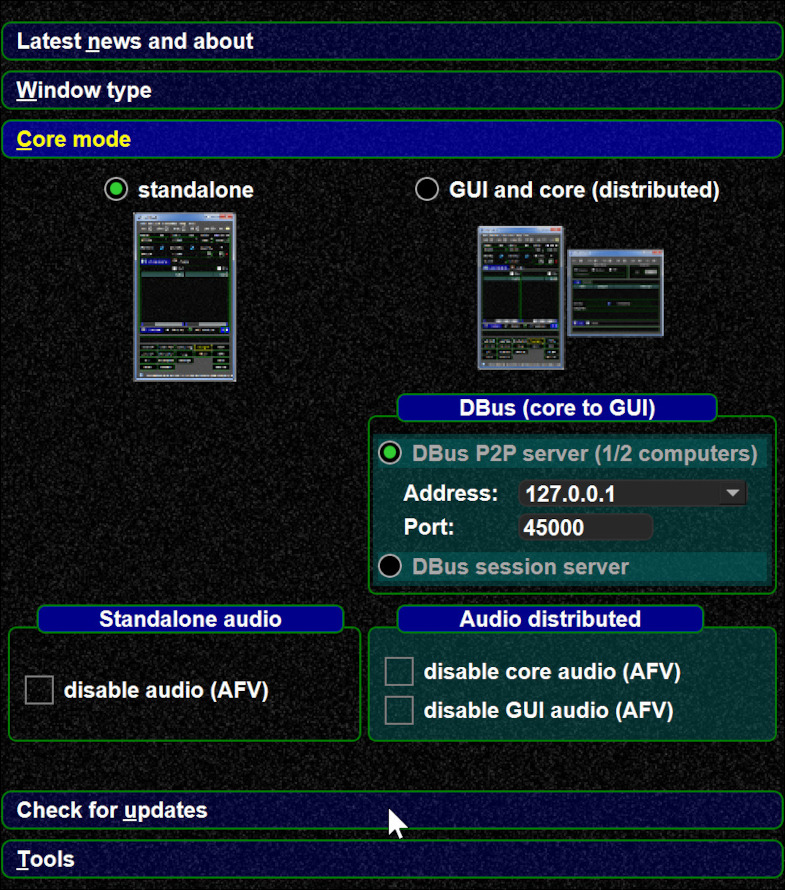 Latest news and about
Window type
Core mode
standalone
GUI and core (distributed)
DBus (core to GUI)
DBus P2P server (1/2 computers)
Address: 127.0.0.1
Port: 45000
DBus session server
Standalone audio
Audio distributed
disable audio (AFV)
disable core audio (AFV)
disable GUI audio (AFV)
Check for updates
Tools